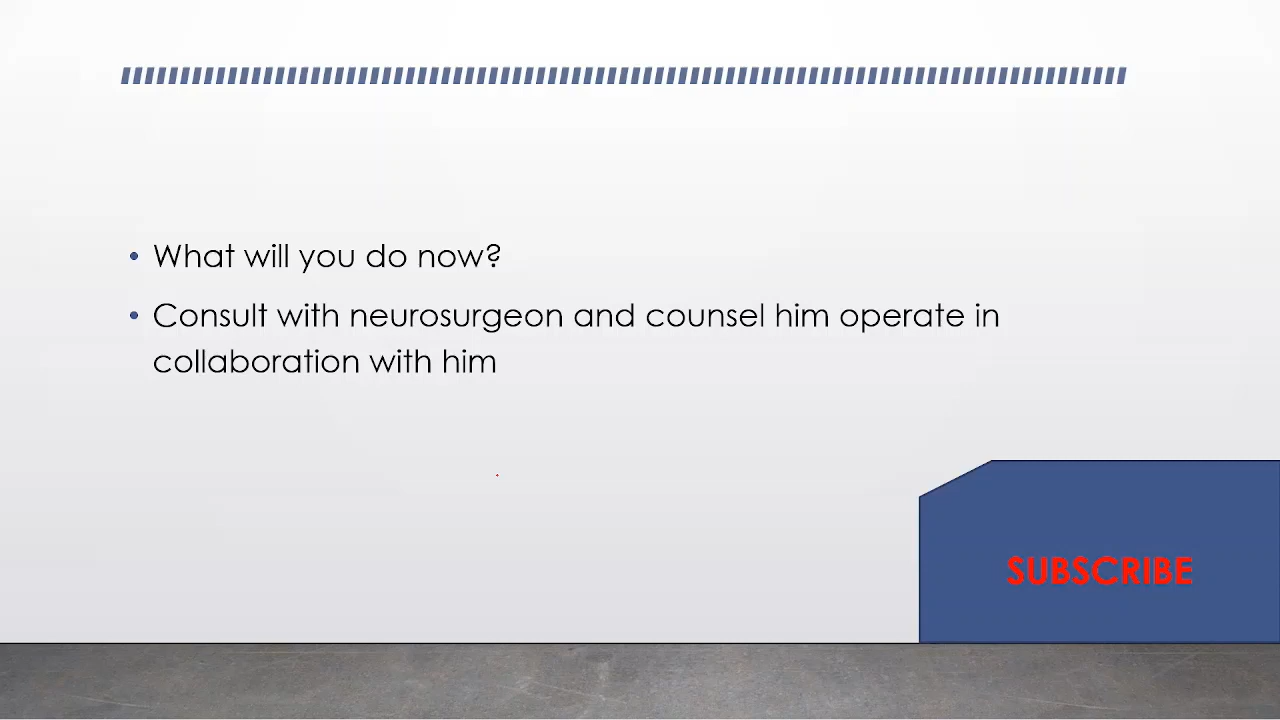 What will you do now?
Consult with neurosurgeon and counsel him operate in
collaboration with him
SUBSCRIBE